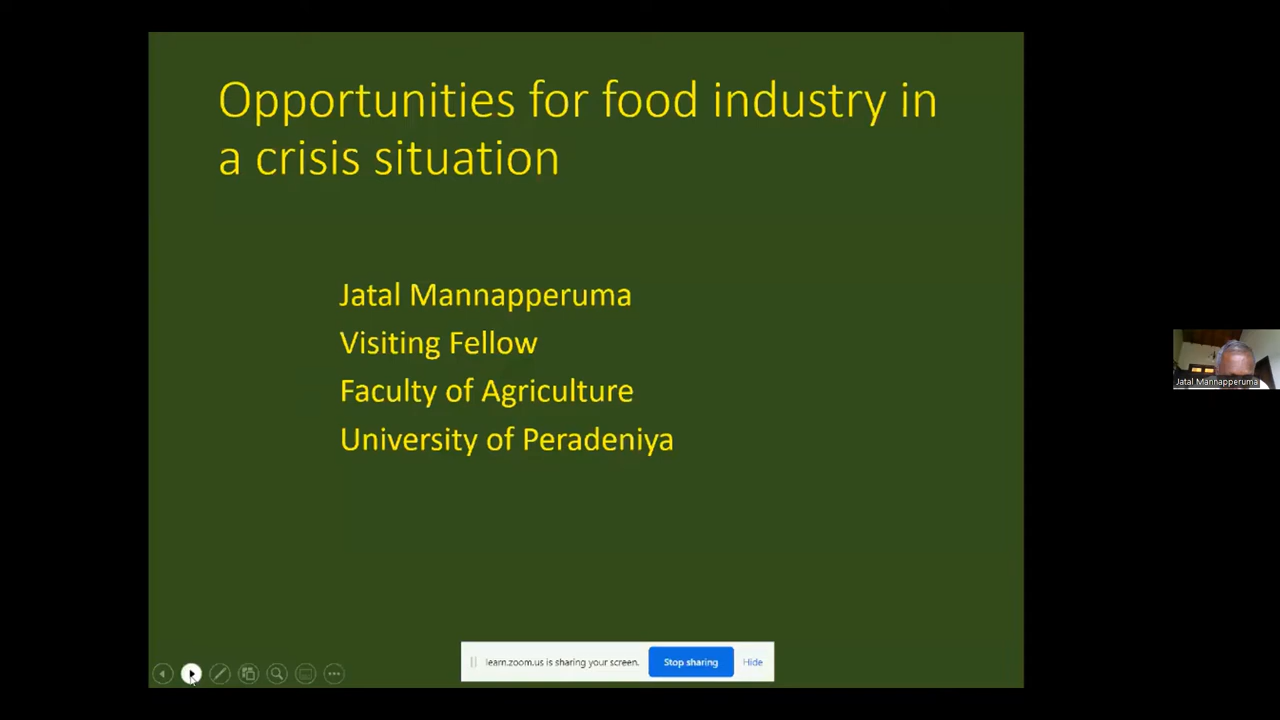 Opportunities for food industry in
a crisis situation
Jatal Mannapperuma
Visiting Fellow
Faculty of Agriculture
University of Peradeniya
Jatal Mannapperuma
learn.zoom.us is sharing your screen.
Stop sharing
Hide